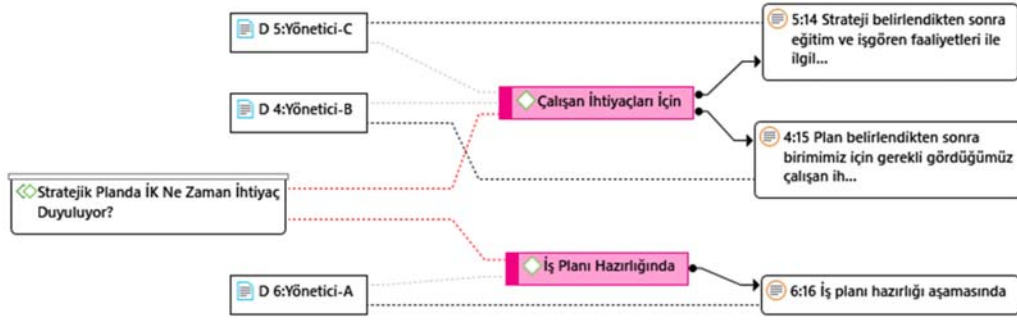 D 5:Yönetici-C
5:14 Strateji belirlendikten sonra
eğitim ve işgören faaliyetleri ile
ilgil...
Çalışan İhtiyaçları İçin
D 4:Yönetici-B
4:15 Plan belirlendikten sonra
birimimiz için gerekli gördüğümüz
çalışan ih...
Stratejik Planda İK Ne Zaman İhtiyaç
Duyuluyor?
İş Planı Hazırlığında
D 6:Yönetici-A
6:16 İş planı hazırlığı aşamasında